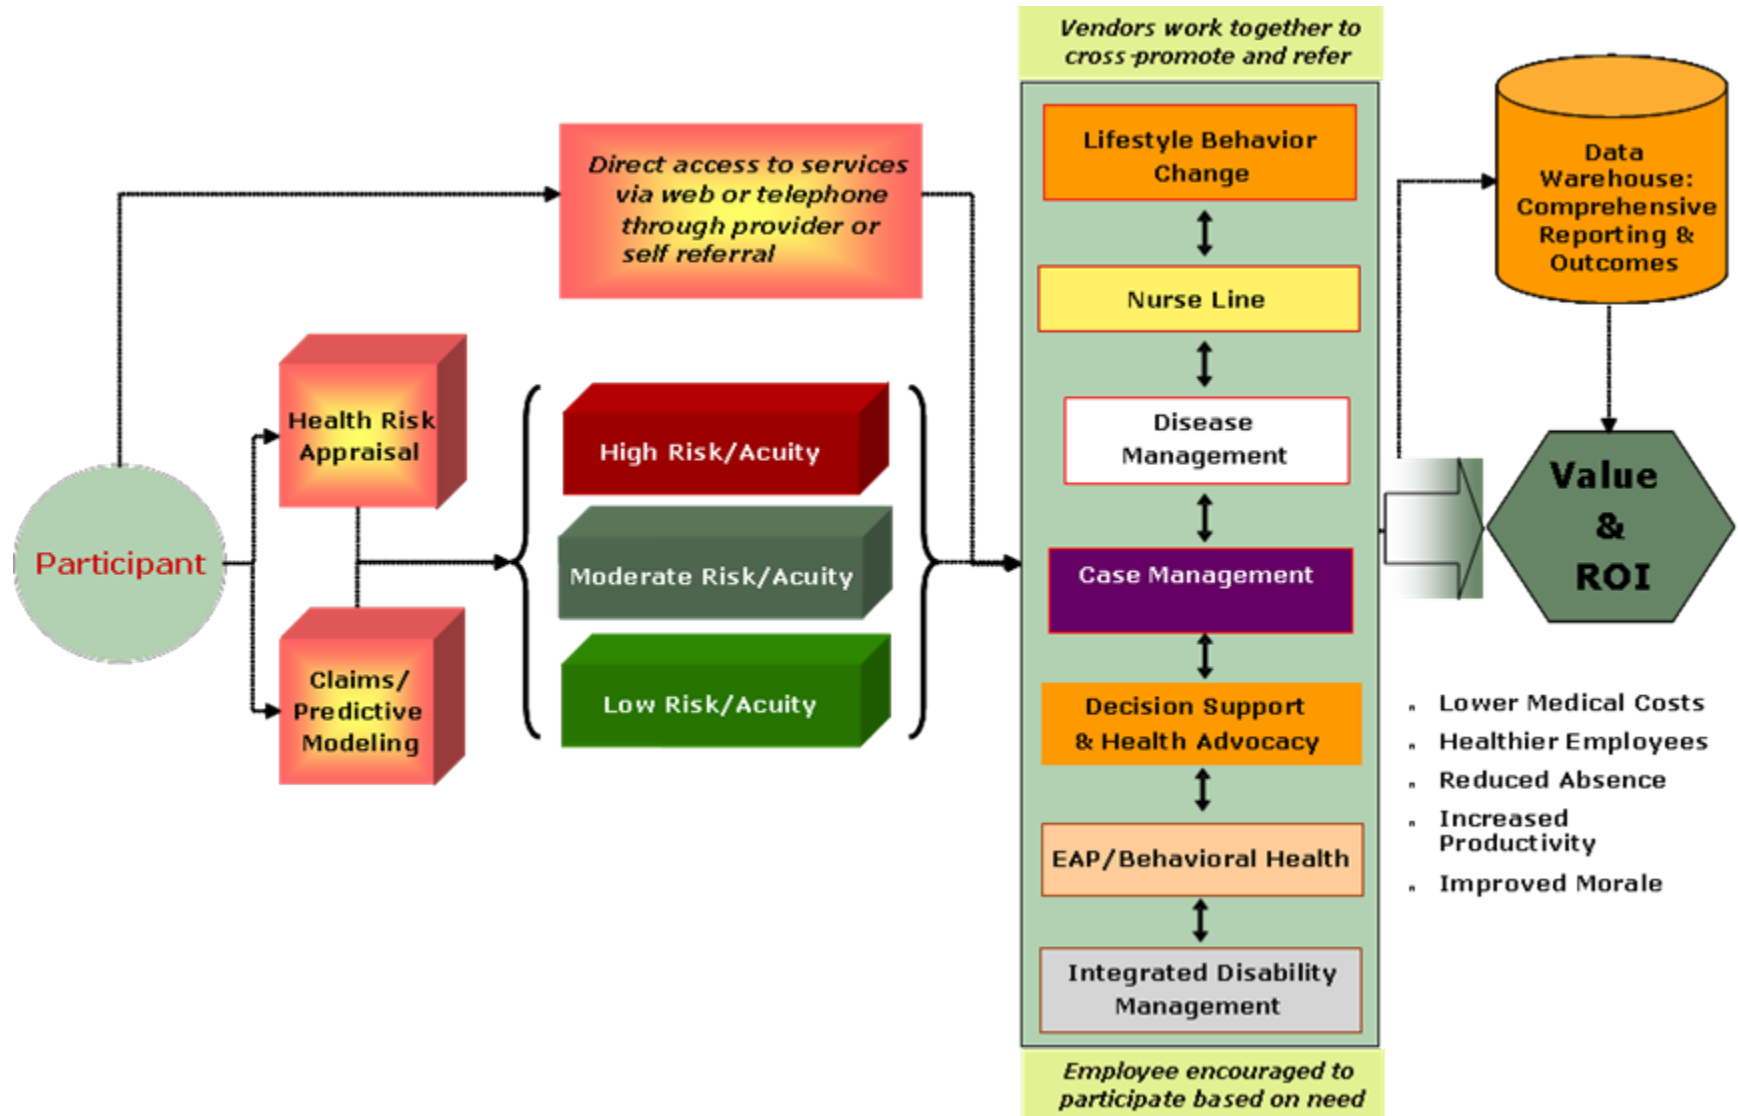 Vendors work together to
cross-promote and refer
Direct access to services
via web or telephone
through provider or
self referral
Participant
Health Risk
Appraisal
Claims/
Predictive
Modeling
High Risk/Acuity
Moderate Risk/Acuity
Low Risk/Acuity
Lifestyle Behavior
Change
Nurse Line
Disease
Management
Case Management
Decision Support
& Health Advocacy
EAP/Behavioral Health
Integrated Disability
Management
Employee encouraged to
participate based on need
Data
Warehouse:
Comprehensive
Reporting &
Outcomes
Value
&
ROI
Lower Medical Costs
Healthier Employees
Reduced Absence
Increased
Productivity
Improved Morale